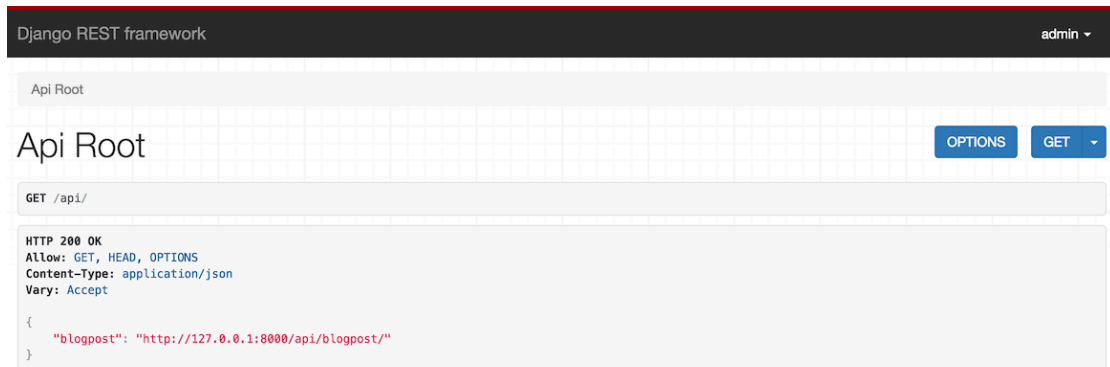 Django REST framework
admin
Api Root
Api Root
OPTIONS
GET
GET /api/
HTTP 200 OK
Allow: GET, HEAD, OPTIONS
Content-Type: application/json
Vary: Accept
{
    "blogpost": "http://127.0.0.1:8000/api/blogpost/"
}